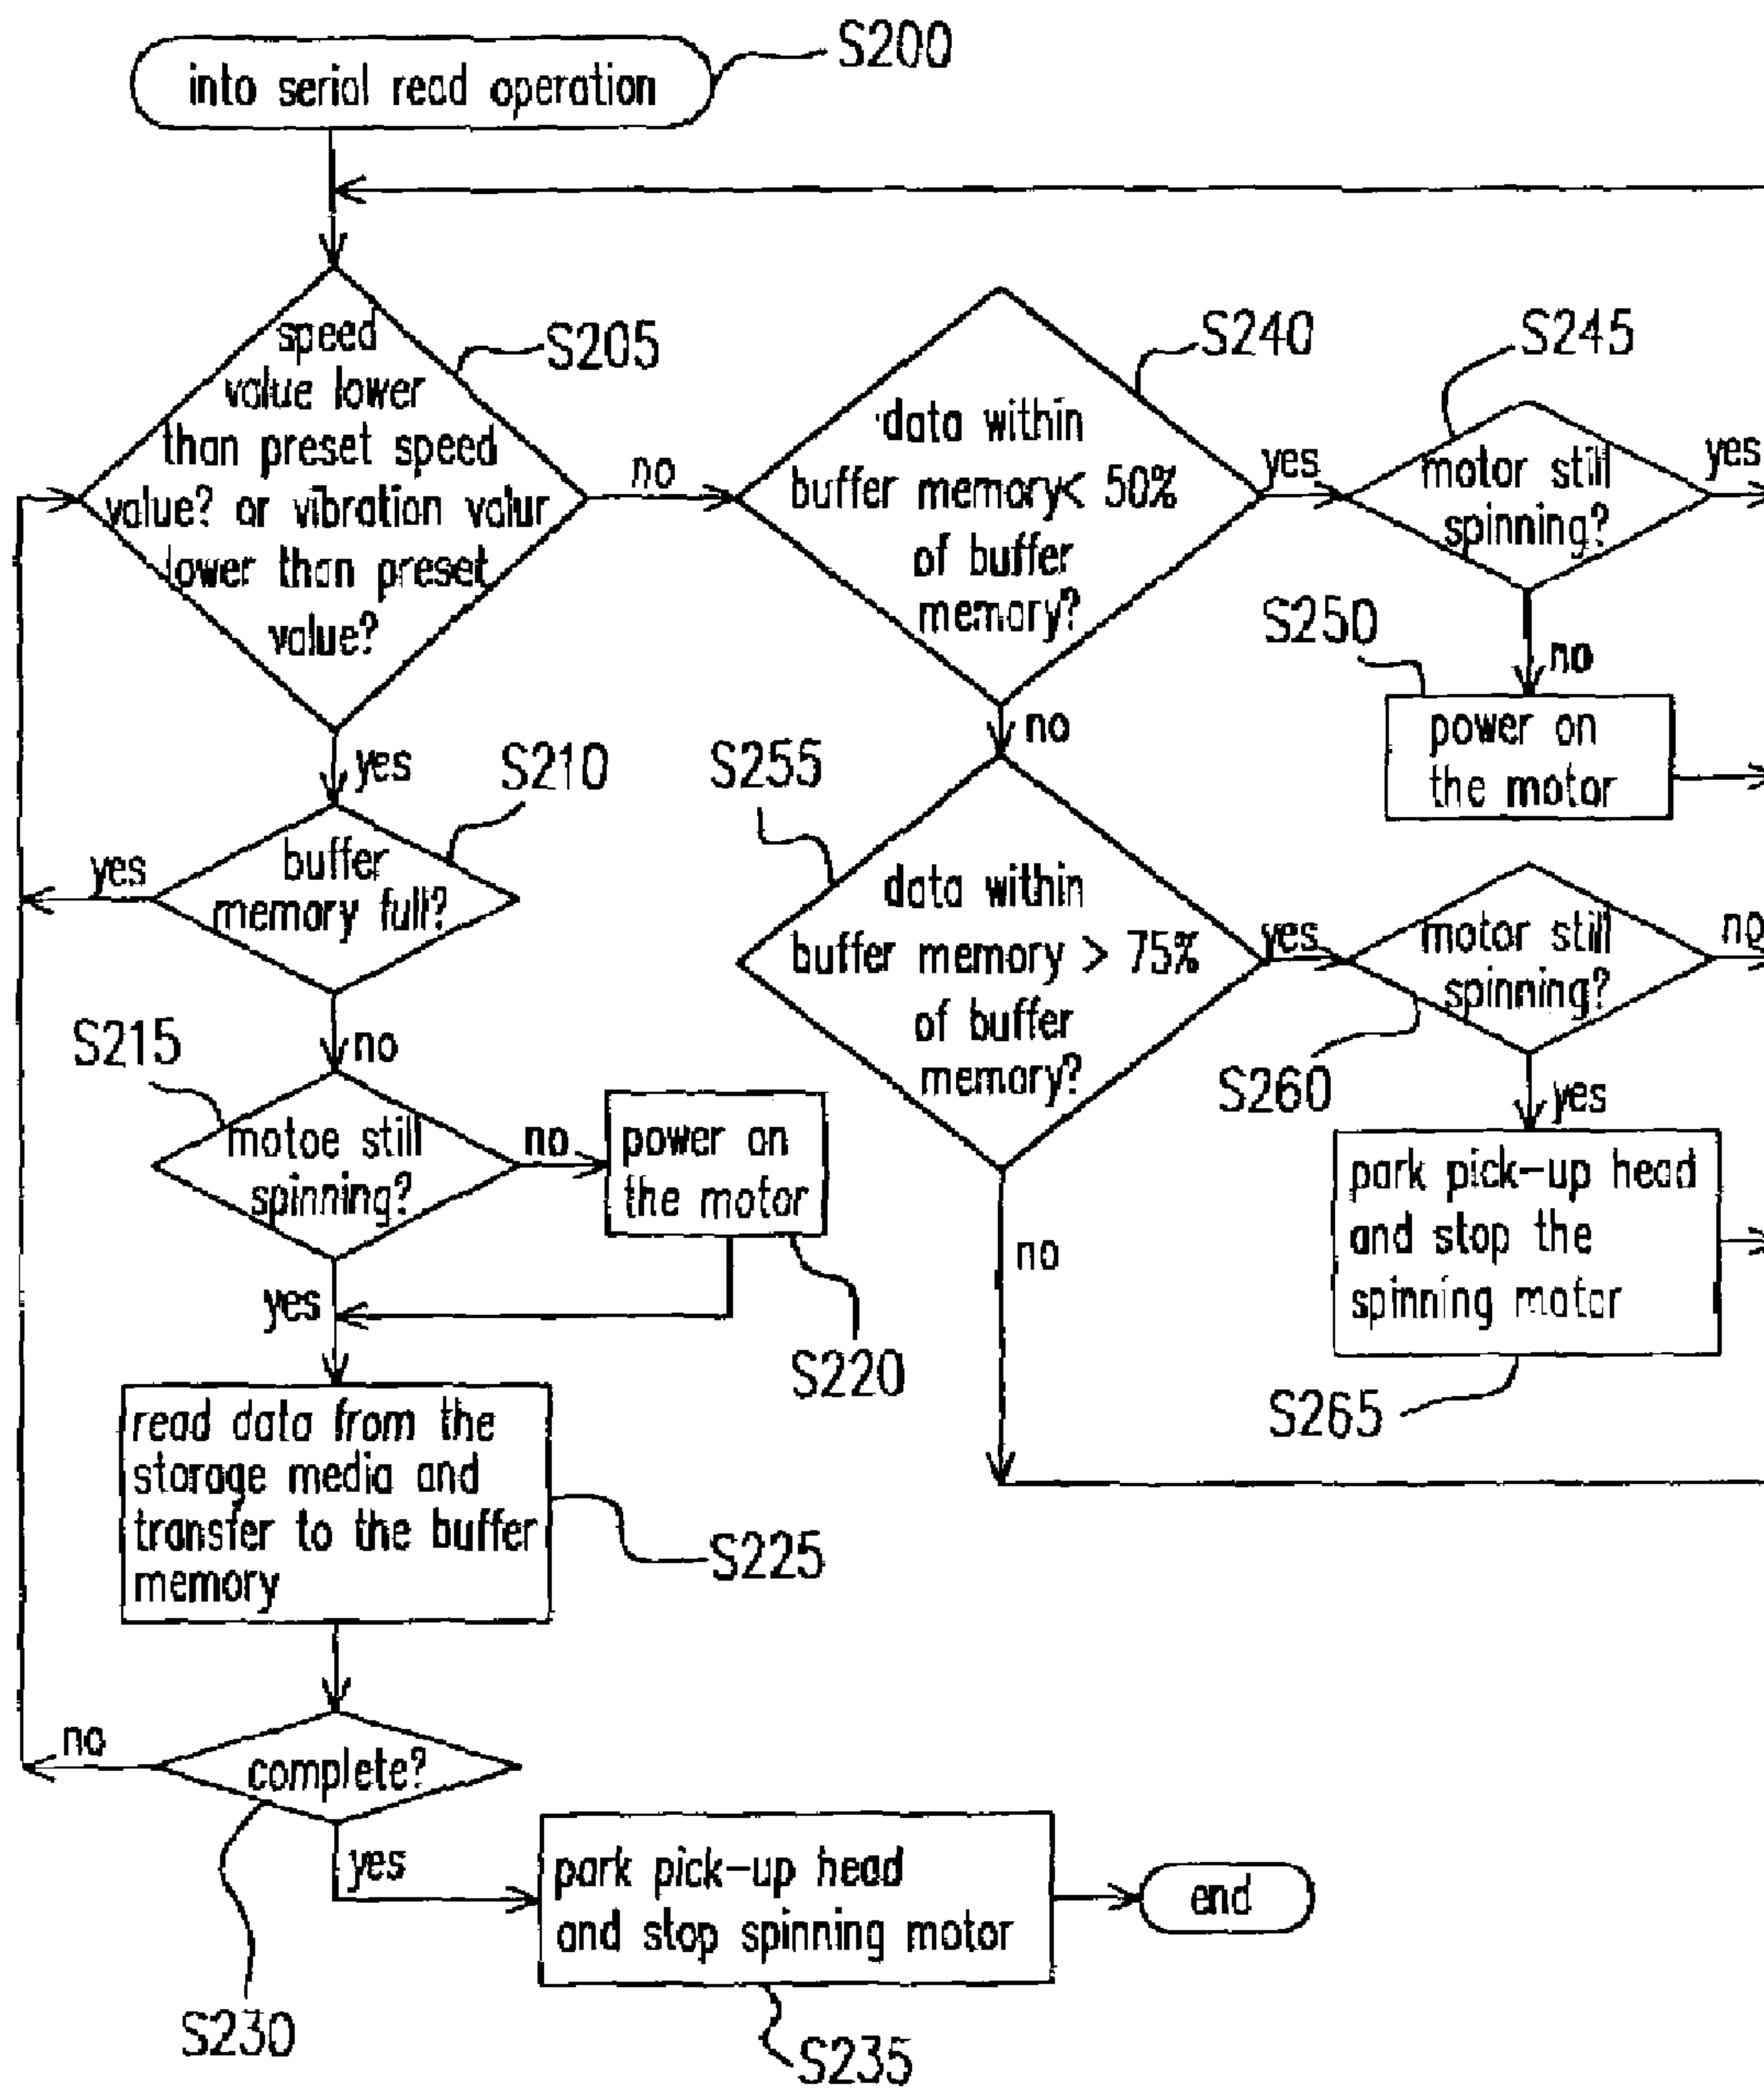 into serial read operation
S200
speed
value lower
than preset speed
value? or vibration valur
lower than preset
value?
S205
no
yes
data within
buffer memory< 50%
of buffer
memory?
S240
yes
no
motor still
spinning?
S245
yes
no
S250
power on
the motor
buffer
memory full?
S210
yes
no
S255
data within
buffer memory > 75%
of buffer
memory?
yes
no
motor still
spinning?
S260
no
yes
park pick-up head
and stop the
spinning motor
S265
S215
motoe still
spinning?
no
yes
power on
the motor
S220
read data from the
storage media and
transfer to the buffer
memory
S225
complete?
no
yes
S230
park pick-up head
and stop spinning motor
S235
end